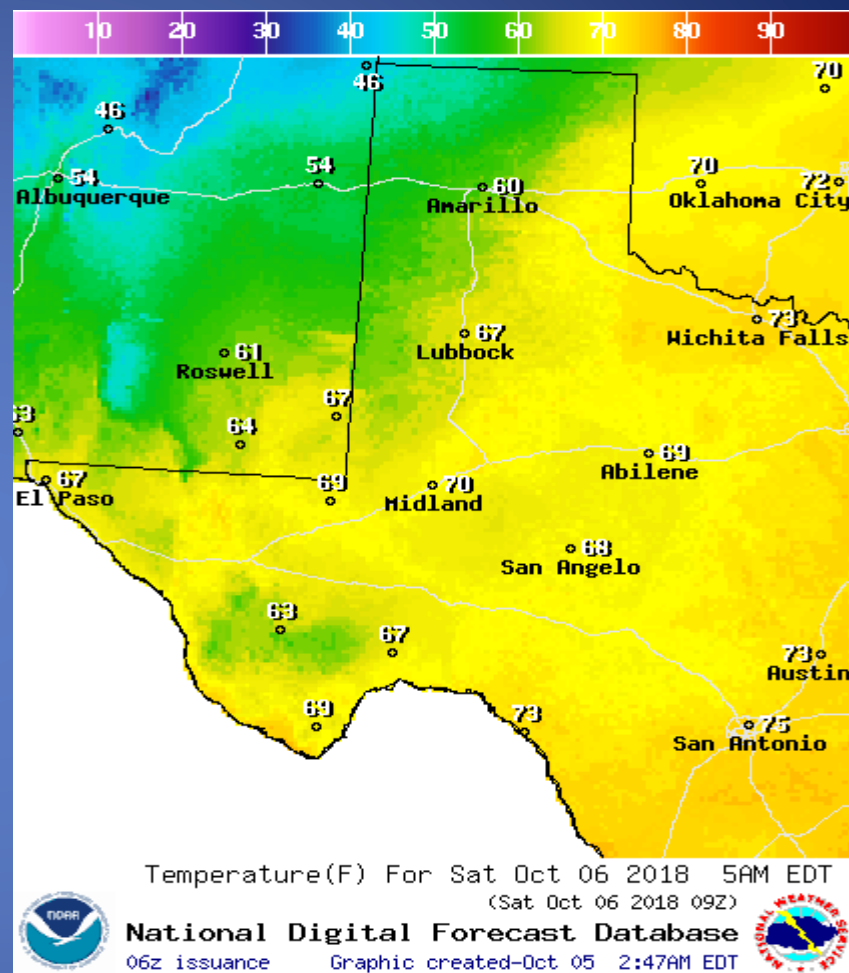 10 20 30 40 50 60 70 80 90
70
46
46
54
54
60
70
72
Albuquerque
Amarillo
Oklahoma City
73
67
Wichita Falls
61
Lubbock
Roswell
67
63
64
69
67
69
70
Abilene
El Paso
Midland
68
San Angelo
63
67
73
Austin
69
73
75
San Antonio
Temperature(F) For Sat Oct 06 2018 5AM EDT
(Sat Oct 06 2018 09Z)
NOAA
National Digital Forecast Database
NATIONAL WEATHER SERVICE
06z issuance Graphic created-Oct 05 2:47AM EDT